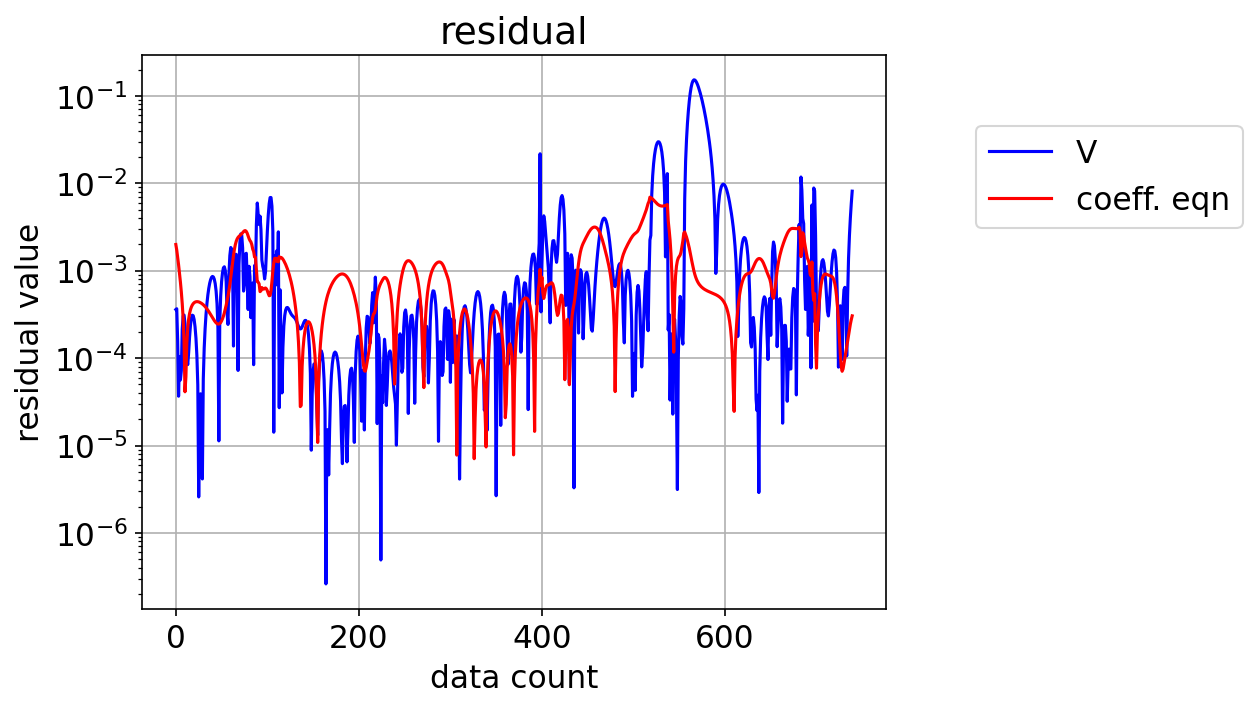 residual
residual value
10⁻¹
10⁻²
10⁻³
10⁻⁴
10⁻⁵
10⁻⁶
0 200 400 600
data count
V
coeff. eqn